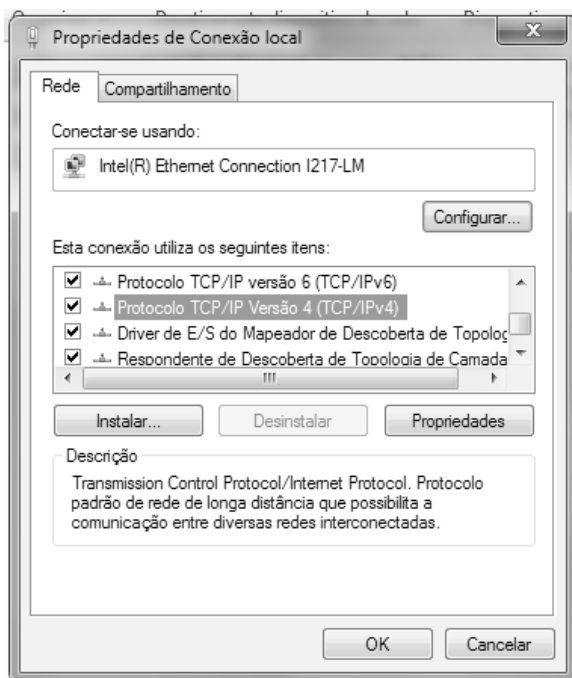 Propriedades de Conexão local
Rede
Compartilhamento
Conectar-se usando:
Intel(R) Ethernet Connection I217-LM
Configurar...
Esta conexão utiliza os seguintes itens:
Protocolo TCP/IP versão 6 (TCP/IPv6)
Protocolo TCP/IP Versão 4 (TCP/IPv4)
Driver de E/S do Mapeador de Descoberta de Topolog
Respondente de Descoberta de Topologia de Camada
Instalar...
Desinstalar
Propriedades
Descrição
Transmission Control Protocol/Internet Protocol. Protocolo
padrão de rede de longa distância que possibilita a
comunicação entre diversas redes interconectadas.
OK
Cancelar